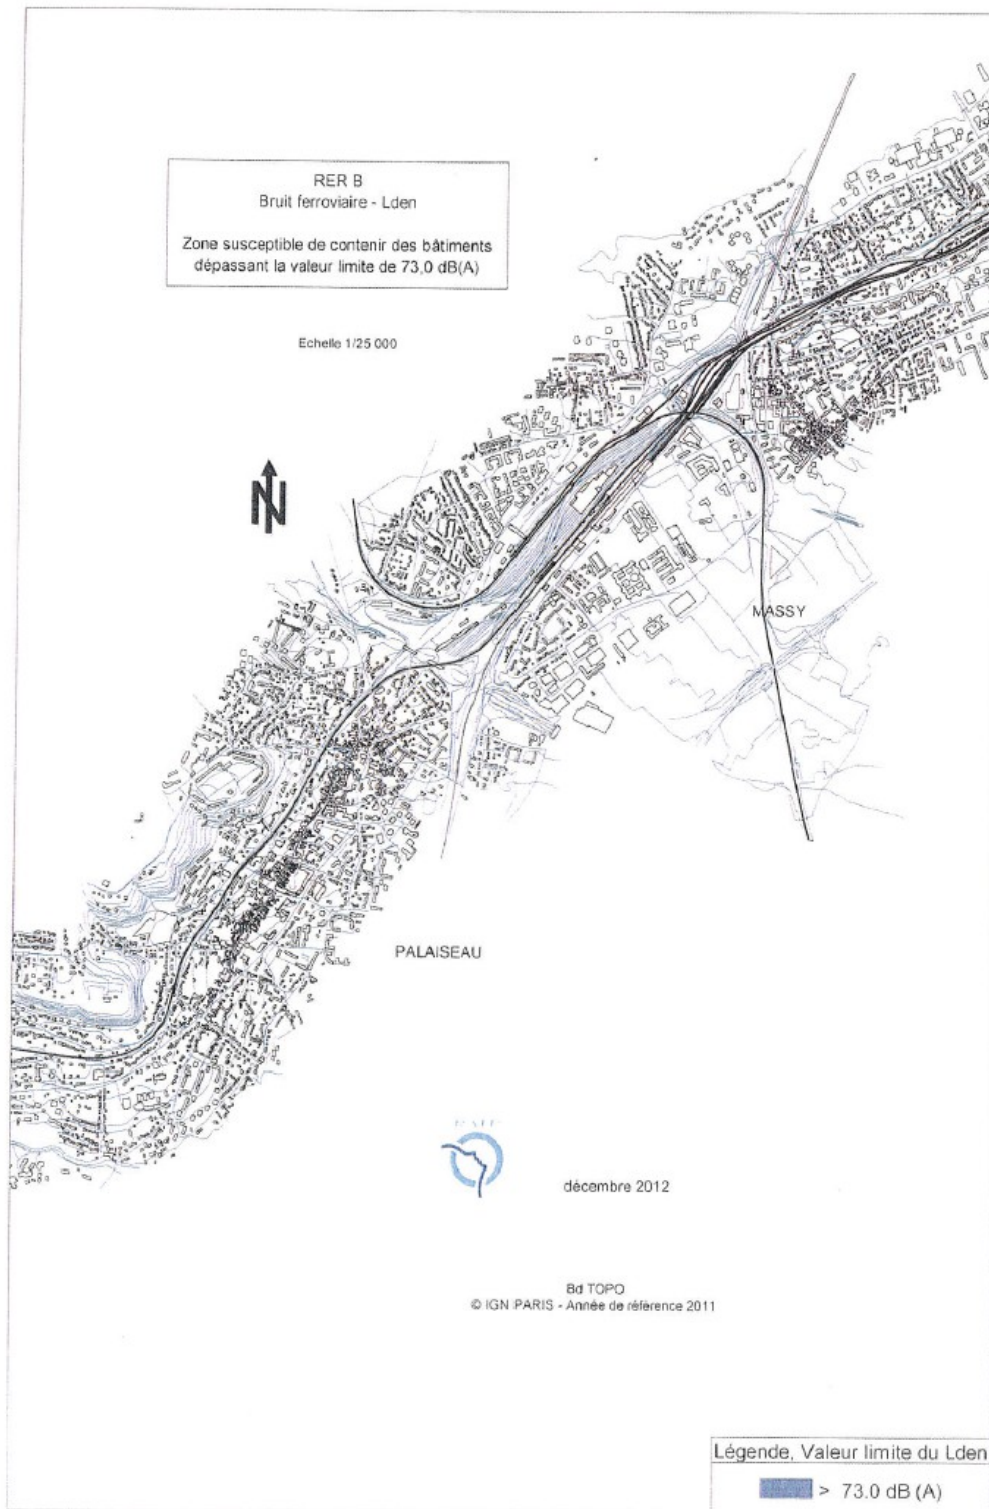 RER B
Bruit ferroviaire - Lden
Zone susceptible de contenir des bâtiments
dépassant la valeur limite de 73,0 dB(A)
Echelle 1/25 000
N
MASSY
PALAISEAU
décembre 2012
Bd TOPO
© IGN PARIS - Année de référence 2011
Légende, Valeur limite du Lden
> 73.0 dB (A)